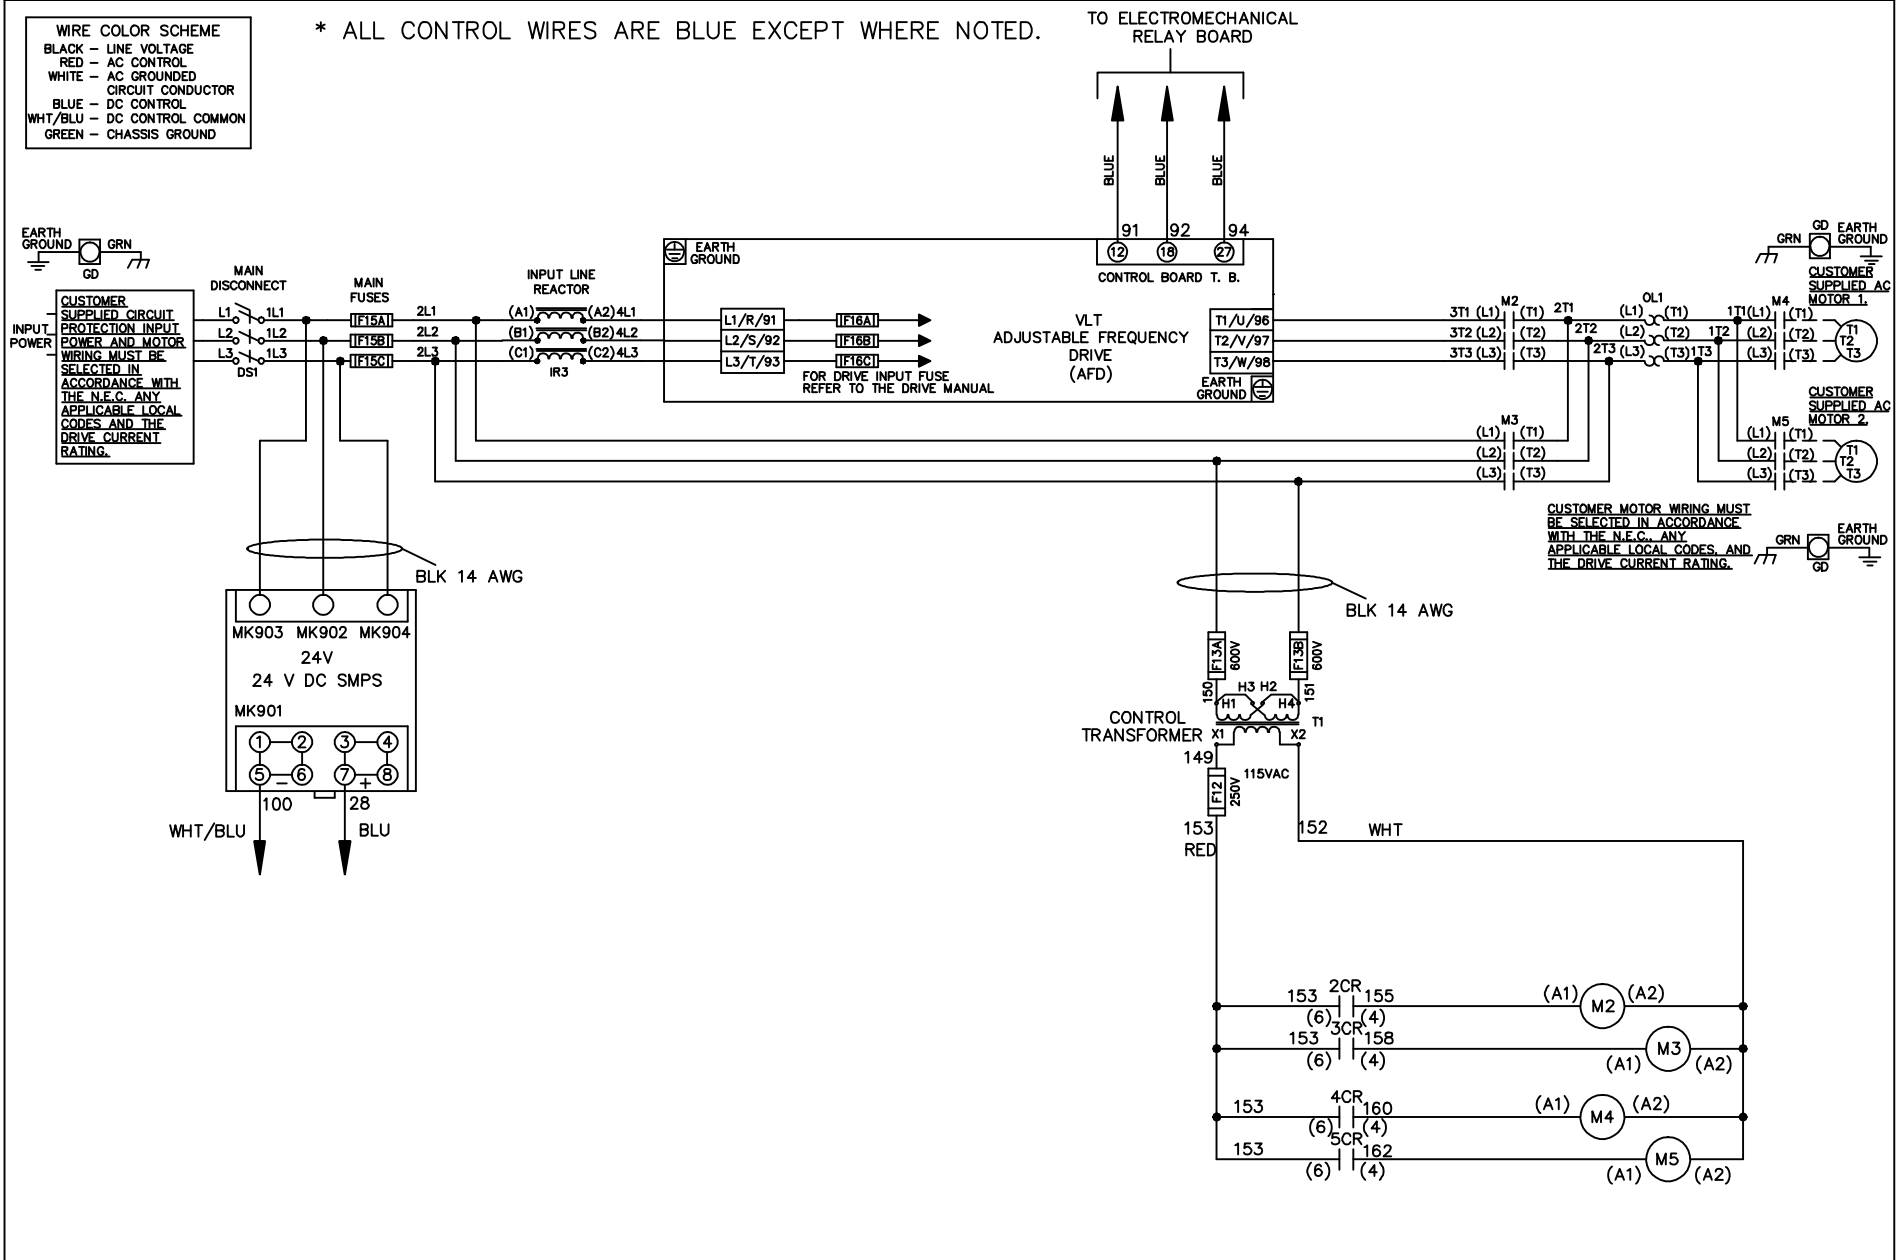 WIRE COLOR SCHEME
BLACK – LINE VOLTAGE
RED – AC CONTROL
WHITE – AC GROUNDED
CIRCUIT CONDUCTOR
BLUE – DC CONTROL
WHT/BLU – DC CONTROL COMMON
GREEN – CHASSIS GROUND
* ALL CONTROL WIRES ARE BLUE EXCEPT WHERE NOTED.
TO ELECTROMECHANICAL
RELAY BOARD
BLUE
BLUE
BLUE
91 92 94
12 18 27
CONTROL BOARD T. B.
EARTH
GROUND
GRN
GD
INPUT
POWER
CUSTOMER
SUPPLIED CIRCUIT
PROTECTION INPUT
POWER AND MOTOR
WIRING MUST BE
SELECTED IN
ACCORDANCE WITH
THE N.E.C. ANY
APPLICABLE LOCAL
CODES AND THE
DRIVE CURRENT
RATING.
MAIN
DISCONNECT
L1 1L1
L2 1L2
L3 1L3
DS1
MAIN
FUSES
F15A
F15B
F15C
2L1
2L2
2L3
INPUT LINE
REACTOR
(A1) (A2) 4L1
(B1) (B2) 4L2
(C1) (C2) 4L3
IR3
EARTH
GROUND
L1/R/91
L2/S/92
L3/T/93
F16A
F16B
F16C
FOR DRIVE INPUT FUSE
REFER TO THE DRIVE MANUAL
VLT
ADJUSTABLE FREQUENCY
DRIVE
(AFD)
T1/U/96
T2/V/97
T3/W/98
EARTH
GROUND
M2
3T1 (L1) (T1) 2T1
3T2 (L2) (T2) 2T2
3T3 (L3) (T3) 2T3
OL1
(L1) (T1) 1T1
(L2) (T2) 1T2
(L3) (T3) 1T3
M4
(L1) (T1)
(L2) (T2)
(L3) (T3)
T1
T2
T3
GRN
GD
EARTH
GROUND
CUSTOMER
SUPPLIED AC
MOTOR 1.
M3
(L1) (T1)
(L2) (T2)
(L3) (T3)
M5
(L1) (T1)
(L2) (T2)
(L3) (T3)
T1
T2
T3
CUSTOMER
SUPPLIED AC
MOTOR 2.
CUSTOMER MOTOR WIRING MUST
BE SELECTED IN ACCORDANCE
WITH THE N.E.C., ANY
APPLICABLE LOCAL CODES, AND
THE DRIVE CURRENT RATING.
GRN
GD
EARTH
GROUND
BLK 14 AWG
MK903 MK902 MK904
24V
24 V DC SMPS
MK901
1 2 3 4
5 – 6 7 + 8
100 28
WHT/BLU BLU
BLK 14 AWG
F13A 600V
F13B 600V
150 151
H3 H2
H1 H4
T1
CONTROL
TRANSFORMER
X1 X2
149
115VAC
F12 250V
153
RED
152 WHT
2CR
153 155
(6) (4)
(A1) M2 (A2)
3CR
153 158
(6) (4)
(A1) M3 (A2)
4CR
153 160
(6) (4)
(A1) M4 (A2)
5CR
153 162
(6) (4)
(A1) M5 (A2)